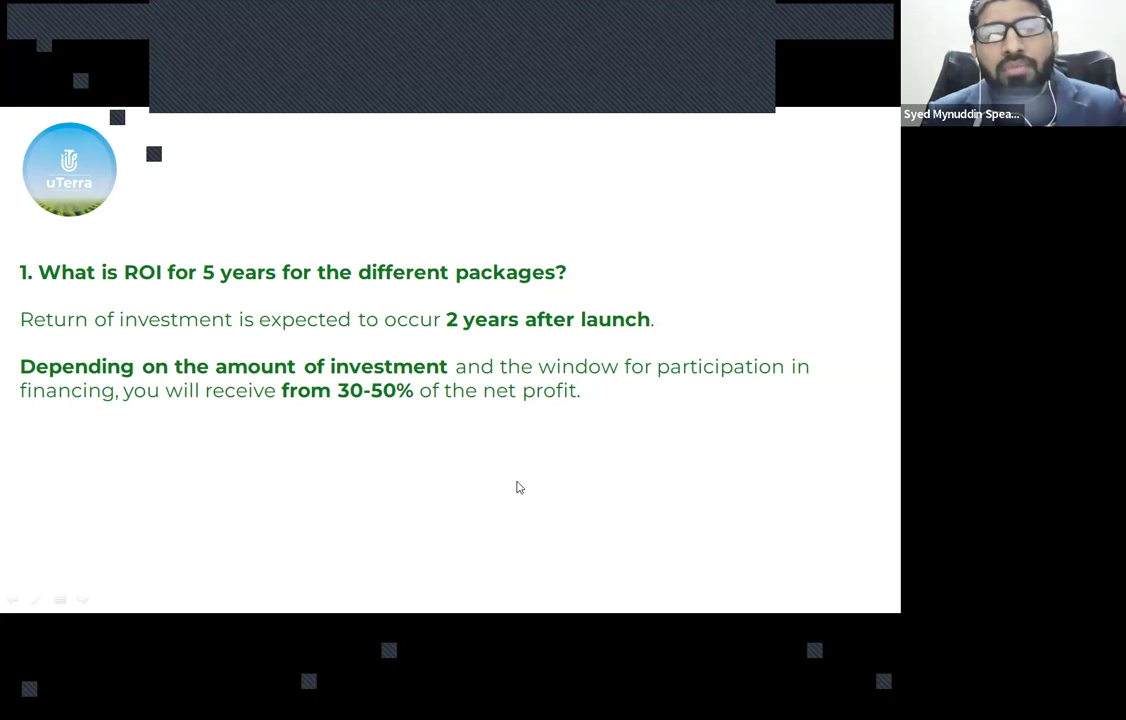 Syed Mynuddin Spea...
uTerra
1. What is ROI for 5 years for the different packages?
Return of investment is expected to occur 2 years after launch.
Depending on the amount of investment and the window for participation in
financing, you will receive from 30-50% of the net profit.